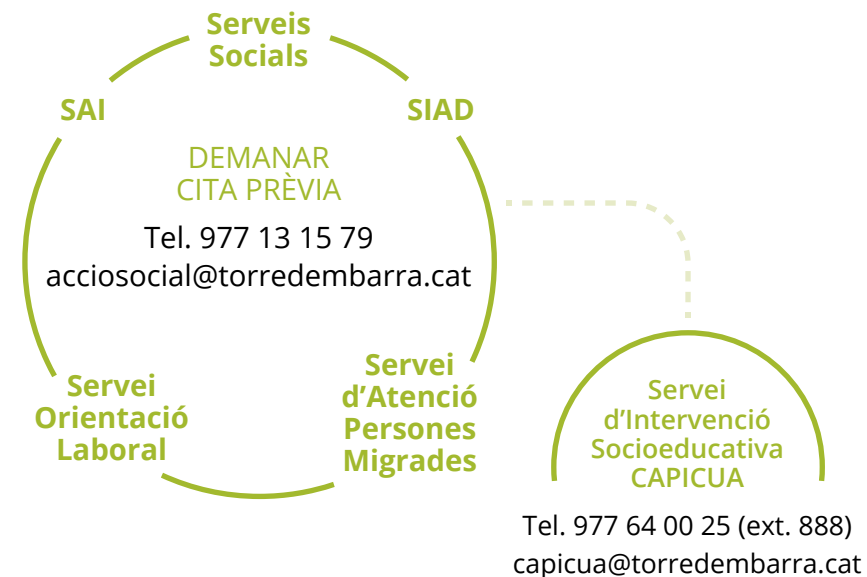 Serveis
Socials
SAI
SIAD
DEMANAR
CITA PRÈVIA
Tel. 977 13 15 79
acciosocial@torredembarra.cat
Servei
Orientació
Laboral
Servei
d’Atenció
Persones
Migrades
Servei
d’Intervenció
Socioeducativa
CAPICUA
Tel. 977 64 00 25 (ext. 888)
capicua@torredembarra.cat